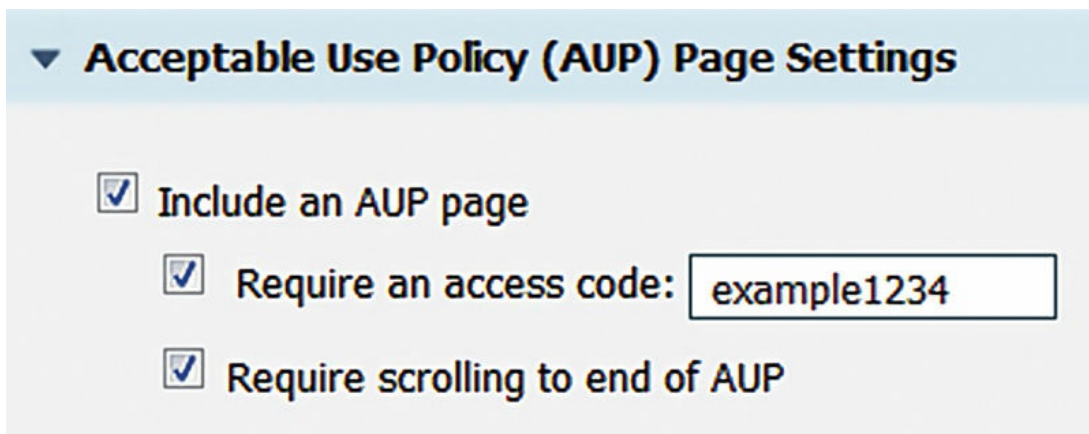 Acceptable Use Policy (AUP) Page Settings
Include an AUP page
Require an access code: example1234
Require scrolling to end of AUP